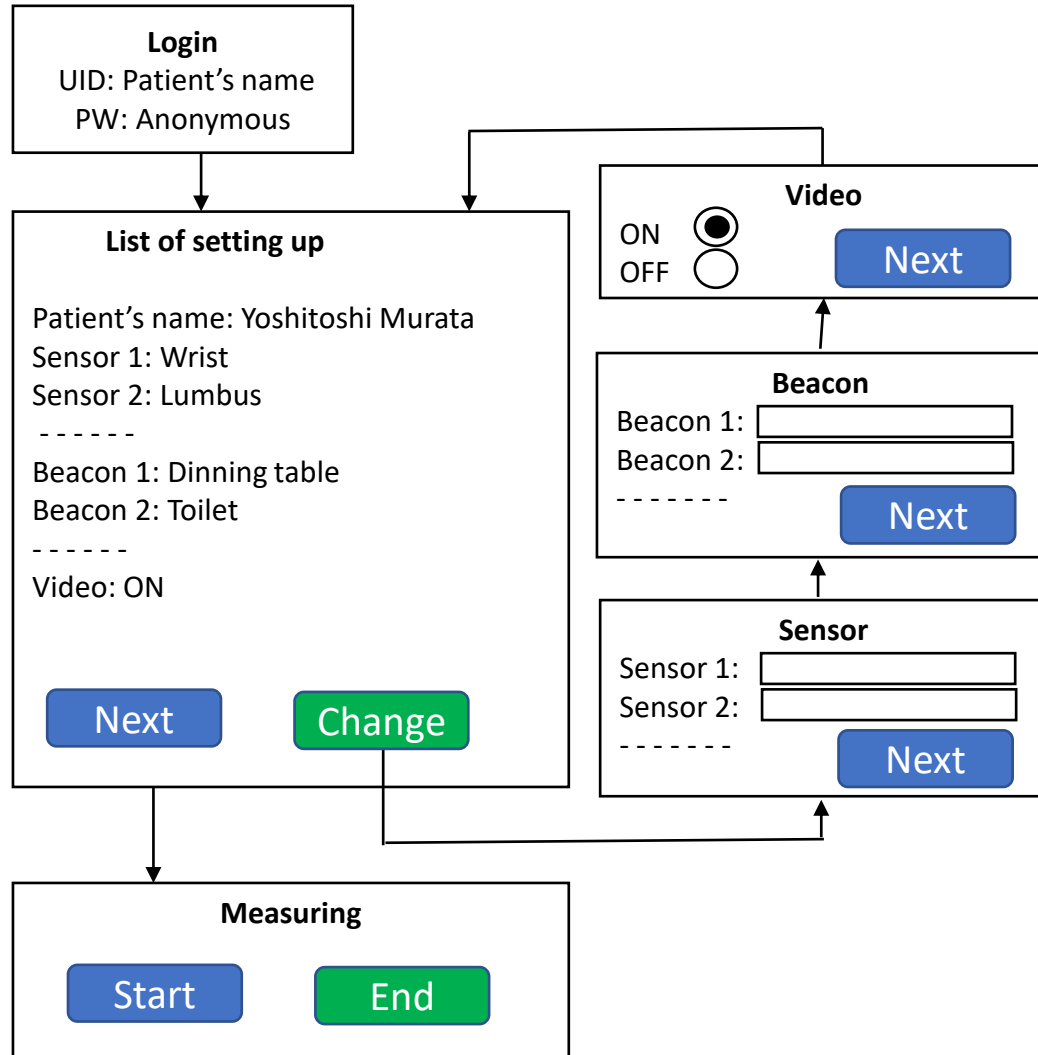 Login
UID: Patient’s name
PW: Anonymous
List of setting up
Patient’s name: Yoshitoshi Murata
Sensor 1: Wrist
Sensor 2: Lumbus
- - - - - -
Beacon 1: Dinning table
Beacon 2: Toilet
- - - - - -
Video: ON
Next
Change
Video
ON
OFF
Next
Beacon
Beacon 1:
Beacon 2:
- - - - - - -
Next
Sensor
Sensor 1:
Sensor 2:
- - - - - - -
Next
Measuring
Start
End